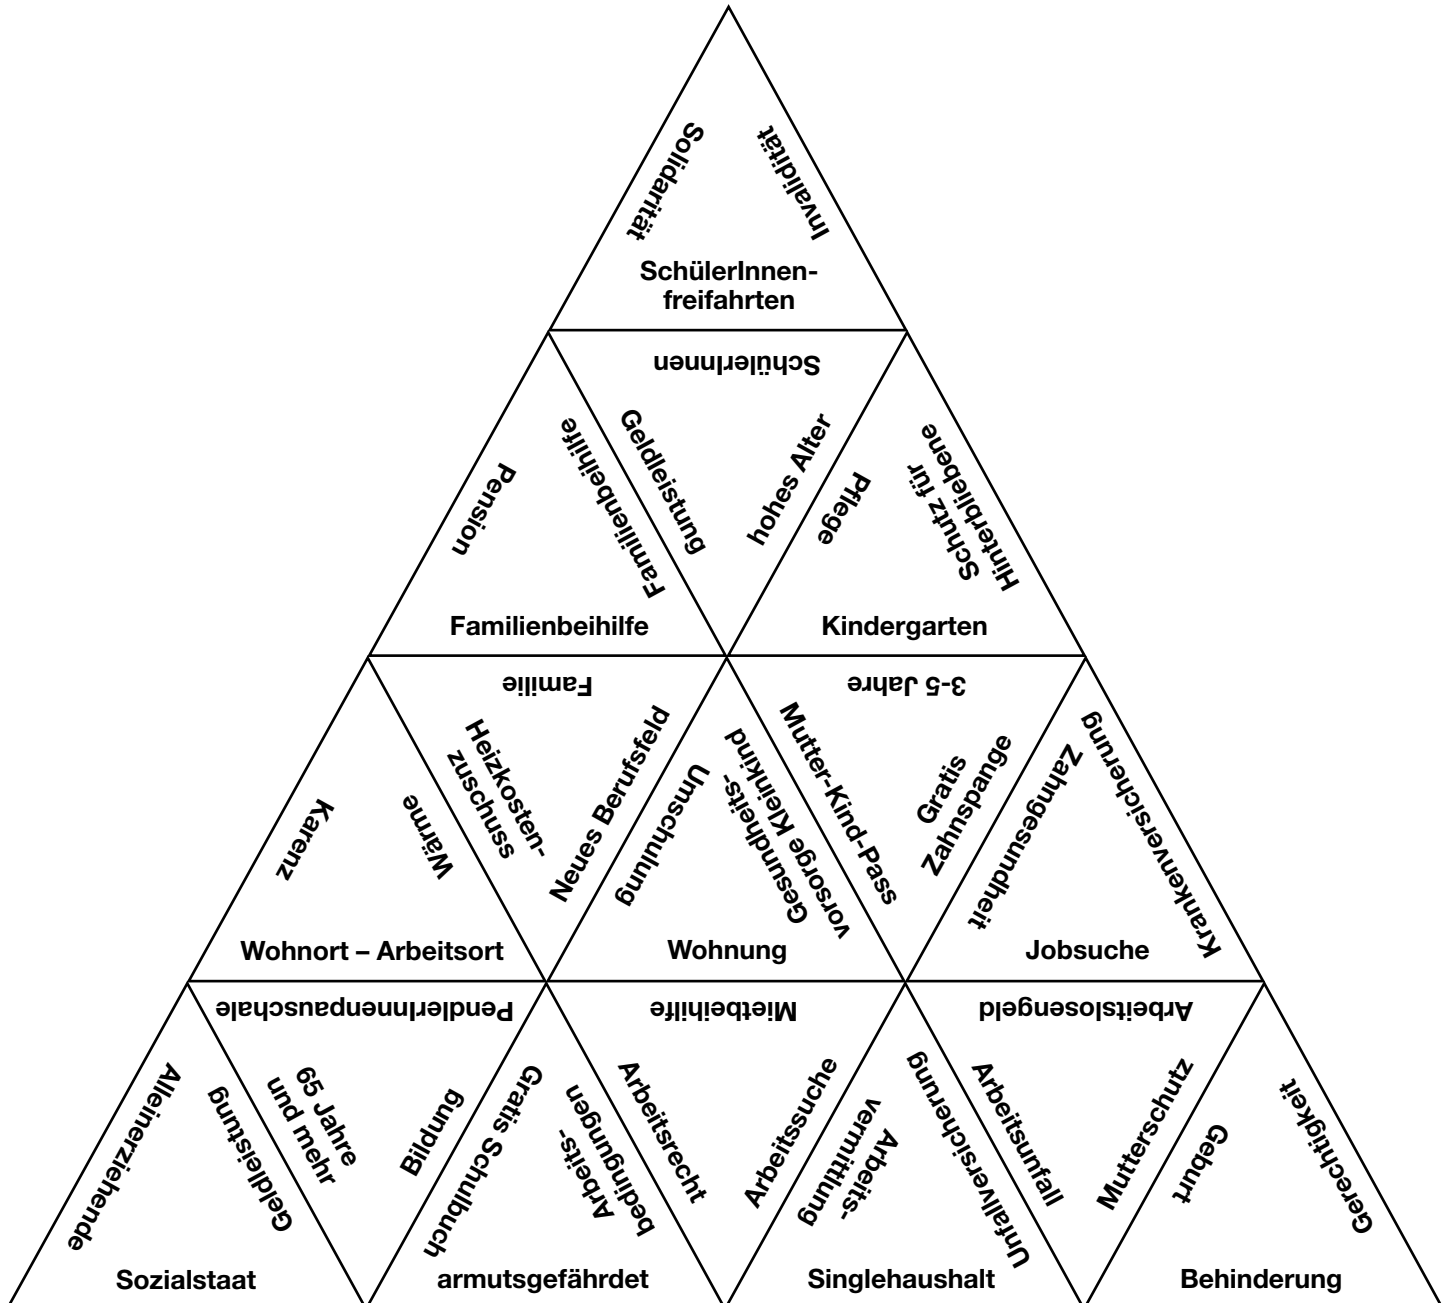 Solidarität
Invalidität
SchülerInnen-
freifahrten
SchülerInnen
Geldleistung
hohes Alter
Pension
Familienbeihilfe
Familienbeihilfe
Pflege
Schutz für
Hinterbliebene
Kindergarten
Familie
Heizkosten-
zuschuss
Neues Berufsfeld
3-5 Jahre
Mutter-Kind-Pass
Gratis
Zahnspange
Karenz
Wärme
Wohnort – Arbeitsort
Umschulung
Gesundheits-
vorsorge Kleinkind
Wohnung
Zahngesundheit
Krankenversicherung
Jobsuche
PendlerInnenpauschale
65 Jahre
und mehr
Bildung
Mietbeihilfe
Arbeitsrecht
Arbeitssuche
Arbeitslosengeld
Arbeitsunfall
Mutterschutz
Alleinerziehende
Geldleistung
Sozialstaat
Gratis Schulbuch
Arbeits-
bedingungen
armutsgefährdet
Arbeits-
vermittlung
Unfallversicherung
Singlehaushalt
Geburt
Gerechtigkeit
Behinderung